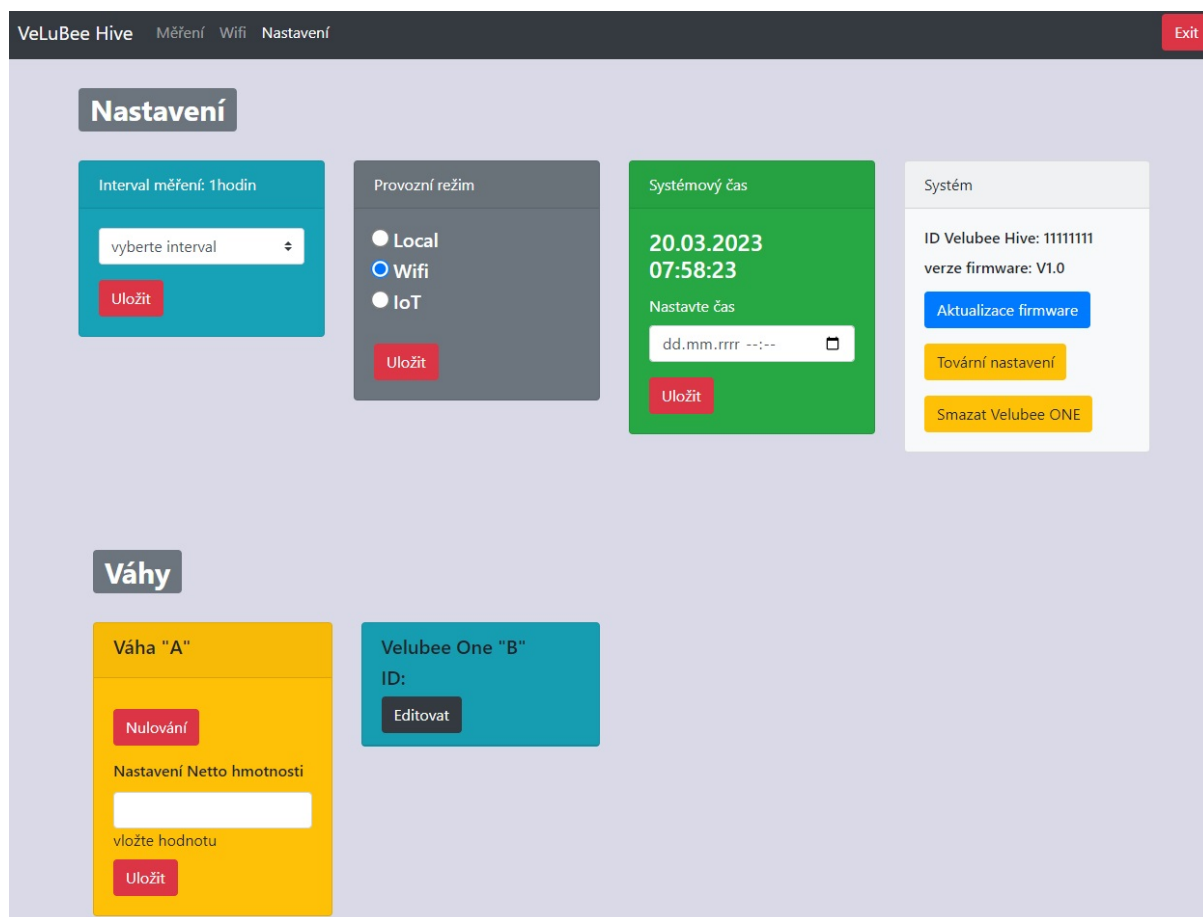 VeLuBee Hive Měření Wifi Nastavení Exit
Nastavení
Interval měření: 1hodin
vyberte interval
Uložit
Provozní režim
Local
Wifi
IoT
Uložit
Systémový čas
20.03.2023
07:58:23
Nastavte čas
dd.mm.rrrr --:--
Uložit
Systém
ID Velubee Hive: 11111111
verze firmware: V1.0
Aktualizace firmware
Tovární nastavení
Smazat Velubee ONE
Váhy
Váha "A"
Nulování
Nastavení Netto hmotnosti
vložte hodnotu
Uložit
Velubee One "B"
ID:
Editovat